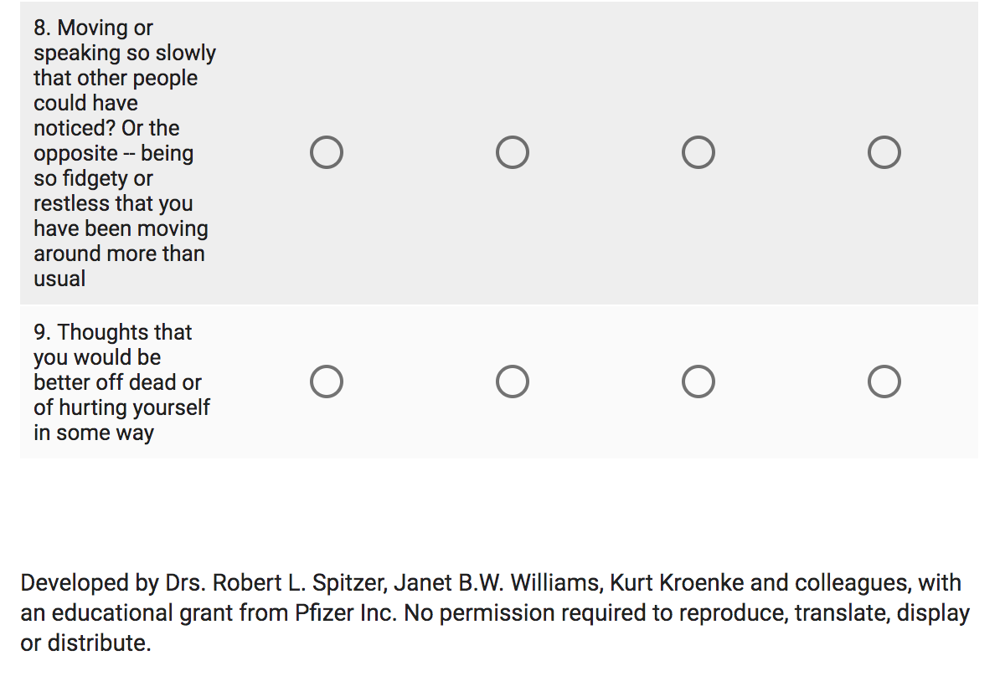 8. Moving or
speaking so slowly
that other people
could have
noticed? Or the
opposite -- being
so fidgety or
restless that you
have been moving
around more than
usual
9. Thoughts that
you would be
better off dead or
of hurting yourself
in some way
Developed by Drs. Robert L. Spitzer, Janet B.W. Williams, Kurt Kroenke and colleagues, with
an educational grant from Pfizer Inc. No permission required to reproduce, translate, display
or distribute.